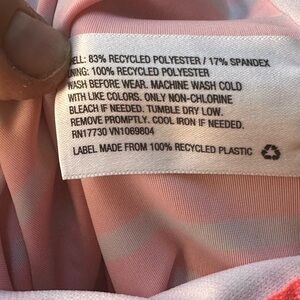 SHELL: 83% RECYCLED POLYESTER / 17% SPANDEX
LINING: 100% RECYCLED POLYESTER
WASH BEFORE WEAR. MACHINE WASH COLD
WITH LIKE COLORS. ONLY NON-CHLORINE
BLEACH IF NEEDED. TUMBLE DRY LOW.
REMOVE PROMPTLY. COOL IRON IF NEEDED.
RN17730 VN1069804
LABEL MADE FROM 100% RECYCLED PLASTIC